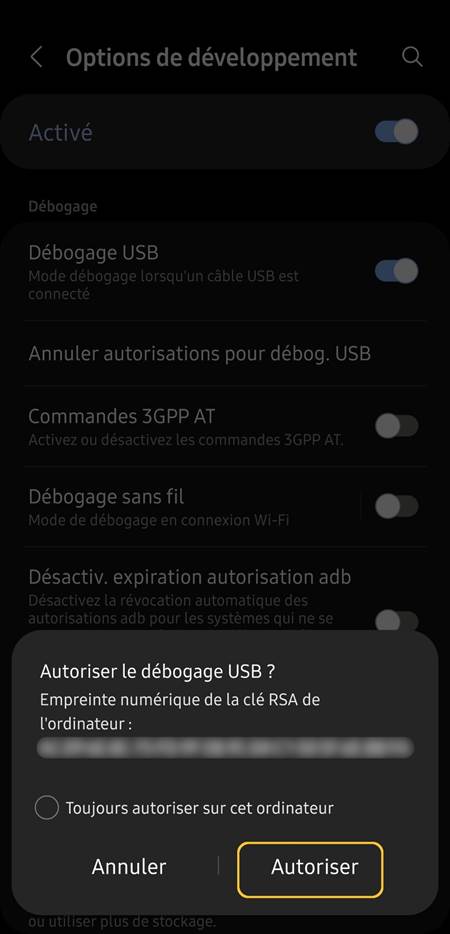 Options de développement
Activé
Débogage
Débogage USB
Mode débogage lorsqu'un câble USB est
connecté
Annuler autorisations pour débog. USB
Commandes 3GPP AT
Activez ou désactivez les commandes 3GPP AT.
Débogage sans fil
Mode de débogage en connexion Wi-Fi
Désactiv. expiration autorisation adb
Désactivez la révocation automatique des
autorisations adb pour les systèmes qui ne se
Autoriser le débogage USB ?
Empreinte numérique de la clé RSA de
l'ordinateur :
Toujours autoriser sur cet ordinateur
Annuler
Autoriser
ou utiliser plus de stockage.